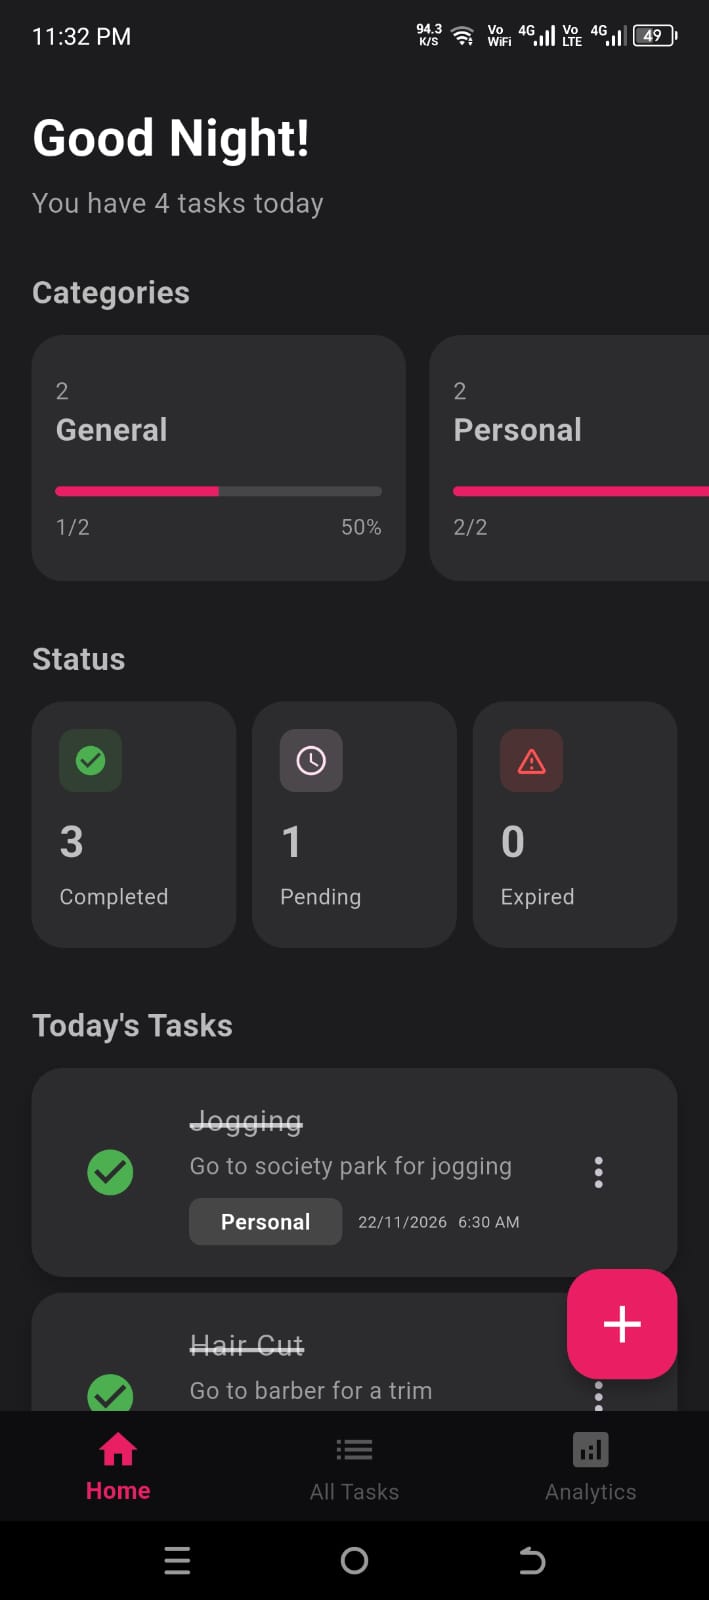 11:32 PM 94.3 K/S Vo WiFi 4G Vo LTE 4G 49
Good Night!
You have 4 tasks today
Categories
2
General
1/2 50%
2
Personal
2/2
Status
3
Completed
1
Pending
0
Expired
Today's Tasks
Jogging
Go to society park for jogging
Personal 22/11/2026 6:30 AM
Hair Cut
Go to barber for a trim
Home All Tasks Analytics